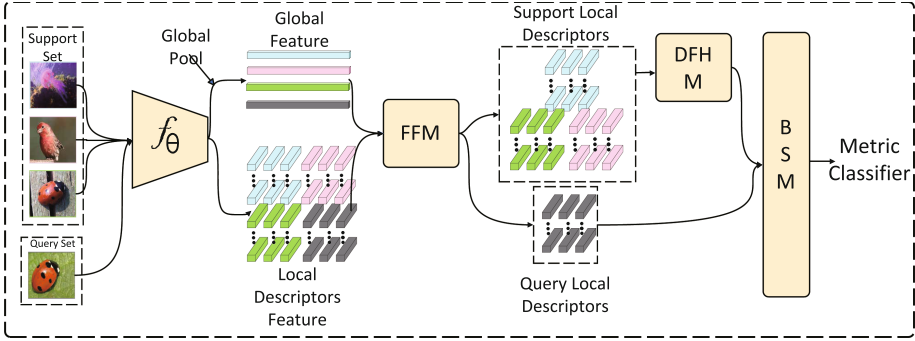 Support
Set
Query Set
fθ
Global
Pool
Global
Feature
Local
Descriptors
Feature
FFM
Support Local
Descriptors
Query Local
Descriptors
DFH
M
B
S
M
Metric
Classifier